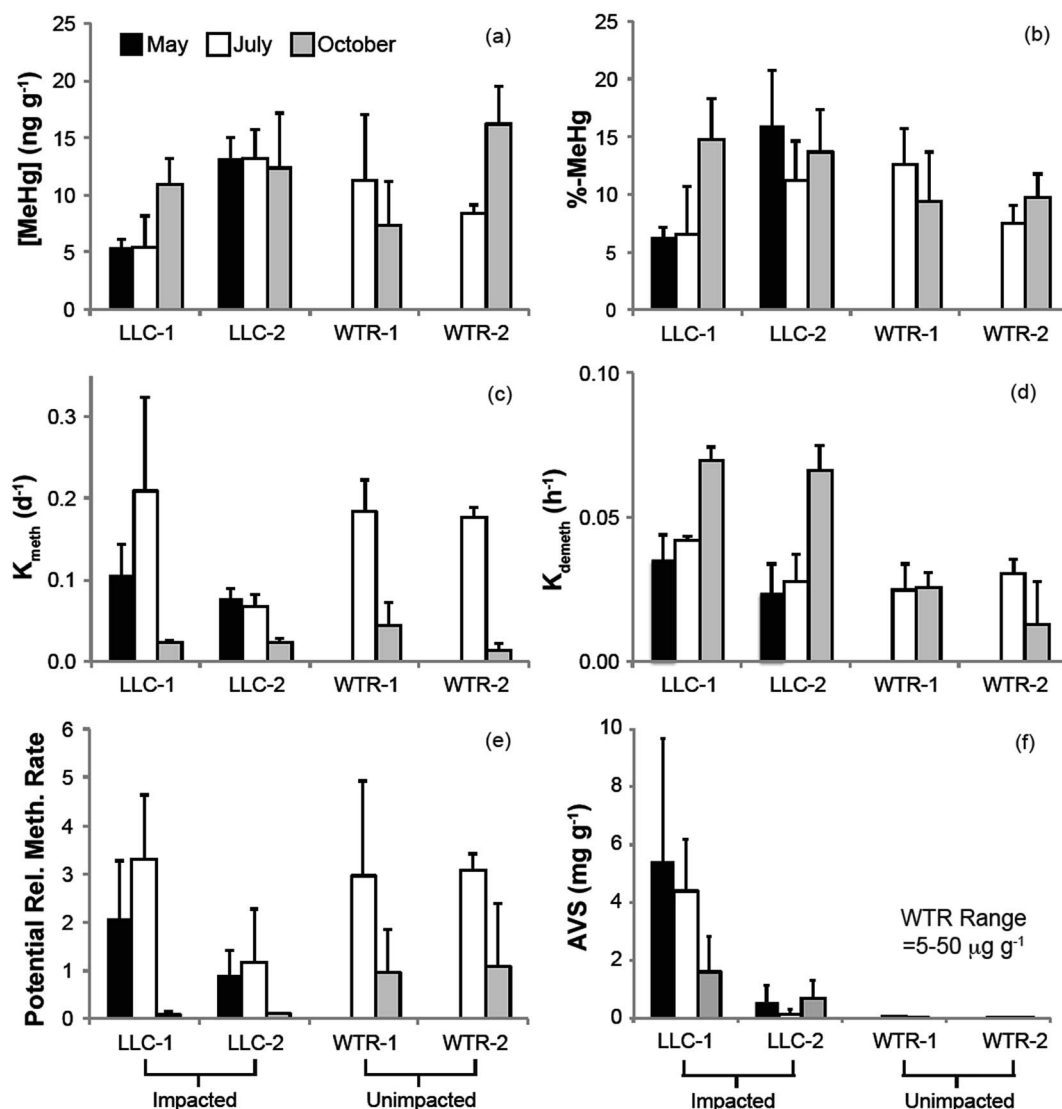 25
20
15
10
5
0
[MeHg] (ng g⁻¹)
May July October
(a)
LLC-1 LLC-2 WTR-1 WTR-2
25
20
15
10
5
0
%-MeHg
(b)
LLC-1 LLC-2 WTR-1 WTR-2
0.3
0.2
0.1
0.0
Kmeth (d⁻¹)
(c)
LLC-1 LLC-2 WTR-1 WTR-2
0.10
0.05
0.00
Kdemeth (h⁻¹)
(d)
LLC-1 LLC-2 WTR-1 WTR-2
6
5
4
3
2
1
0
Potential Rel. Meth. Rate
(e)
LLC-1 LLC-2 WTR-1 WTR-2
Impacted Unimpacted
10
8
6
4
2
0
AVS (mg g⁻¹)
(f)
WTR Range
=5-50 μg g⁻¹
LLC-1 LLC-2 WTR-1 WTR-2
Impacted Unimpacted